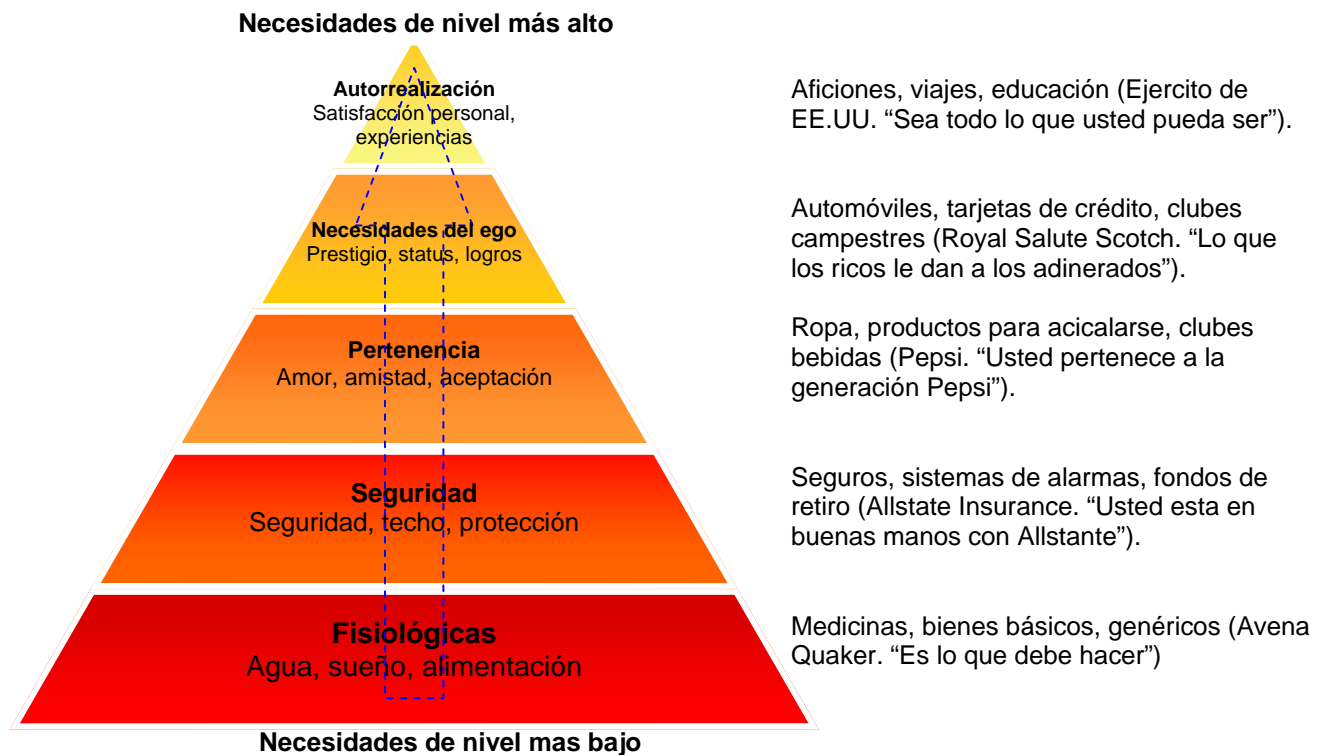 Necesidades de nivel más alto
Autorrealización
Satisfacción personal,
experiencias
Aficiones, viajes, educación (Ejercito de
EE.UU. “Sea todo lo que usted pueda ser”).
Necesidades del ego
Prestigio, status, logros
Automóviles, tarjetas de crédito, clubes
campestres (Royal Salute Scotch. “Lo que
los ricos le dan a los adinerados”).
Pertenencia
Amor, amistad, aceptación
Ropa, productos para acicalarse, clubes
bebidas (Pepsi. “Usted pertenece a la
generación Pepsi”).
Seguridad
Seguridad, techo, protección
Seguros, sistemas de alarmas, fondos de
retiro (Allstate Insurance. “Usted esta en
buenas manos con Allstante”).
Fisiológicas
Agua, sueño, alimentación
Medicinas, bienes básicos, genéricos (Avena
Quaker. “Es lo que debe hacer”)
Necesidades de nivel mas bajo